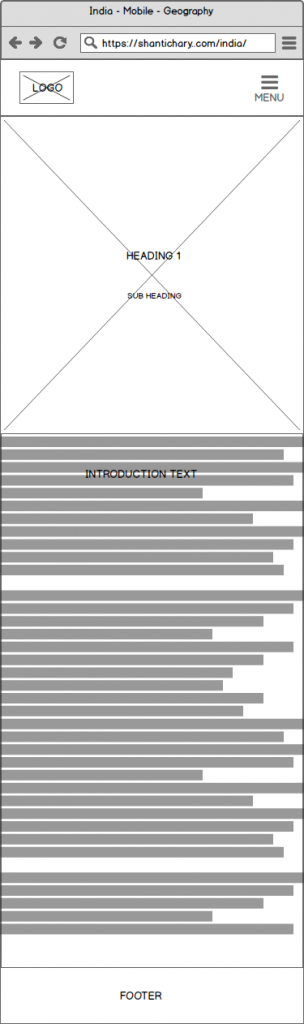 India - Mobile - Geography
https://shantichary.com/india/
LOGO
MENU
HEADING 1
SUB HEADING
INTRODUCTION TEXT
FOOTER